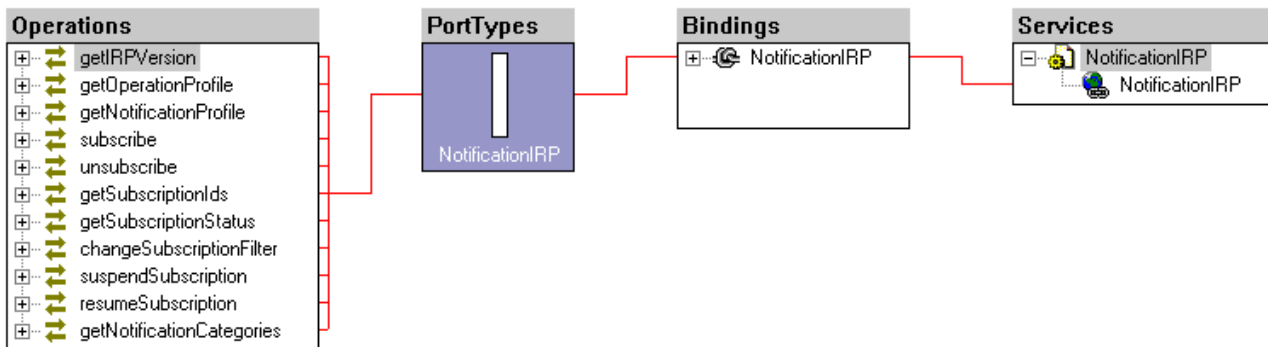 Operations
getIRPVersion
getOperationProfile
getNotificationProfile
subscribe
unsubscribe
getSubscriptionIds
getSubscriptionStatus
changeSubscriptionFilter
suspendSubscription
resumeSubscription
getNotificationCategories
PortTypes
NotificationIRP
Bindings
NotificationIRP
Services
NotificationIRP
NotificationIRP